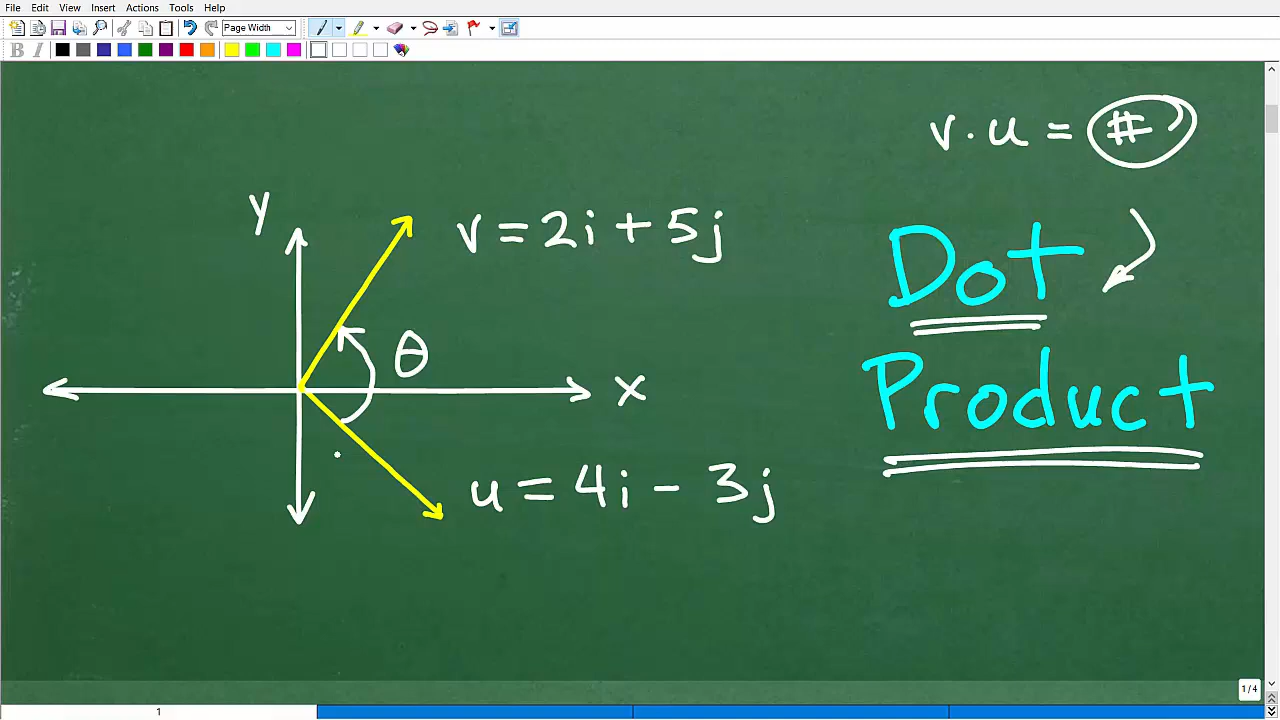 File Edit View Insert Actions Tools Help
Page Width
B I
v · u = #
y
v = 2i + 5j
Dot
θ
Product
x
u = 4i - 3j
1/4
1